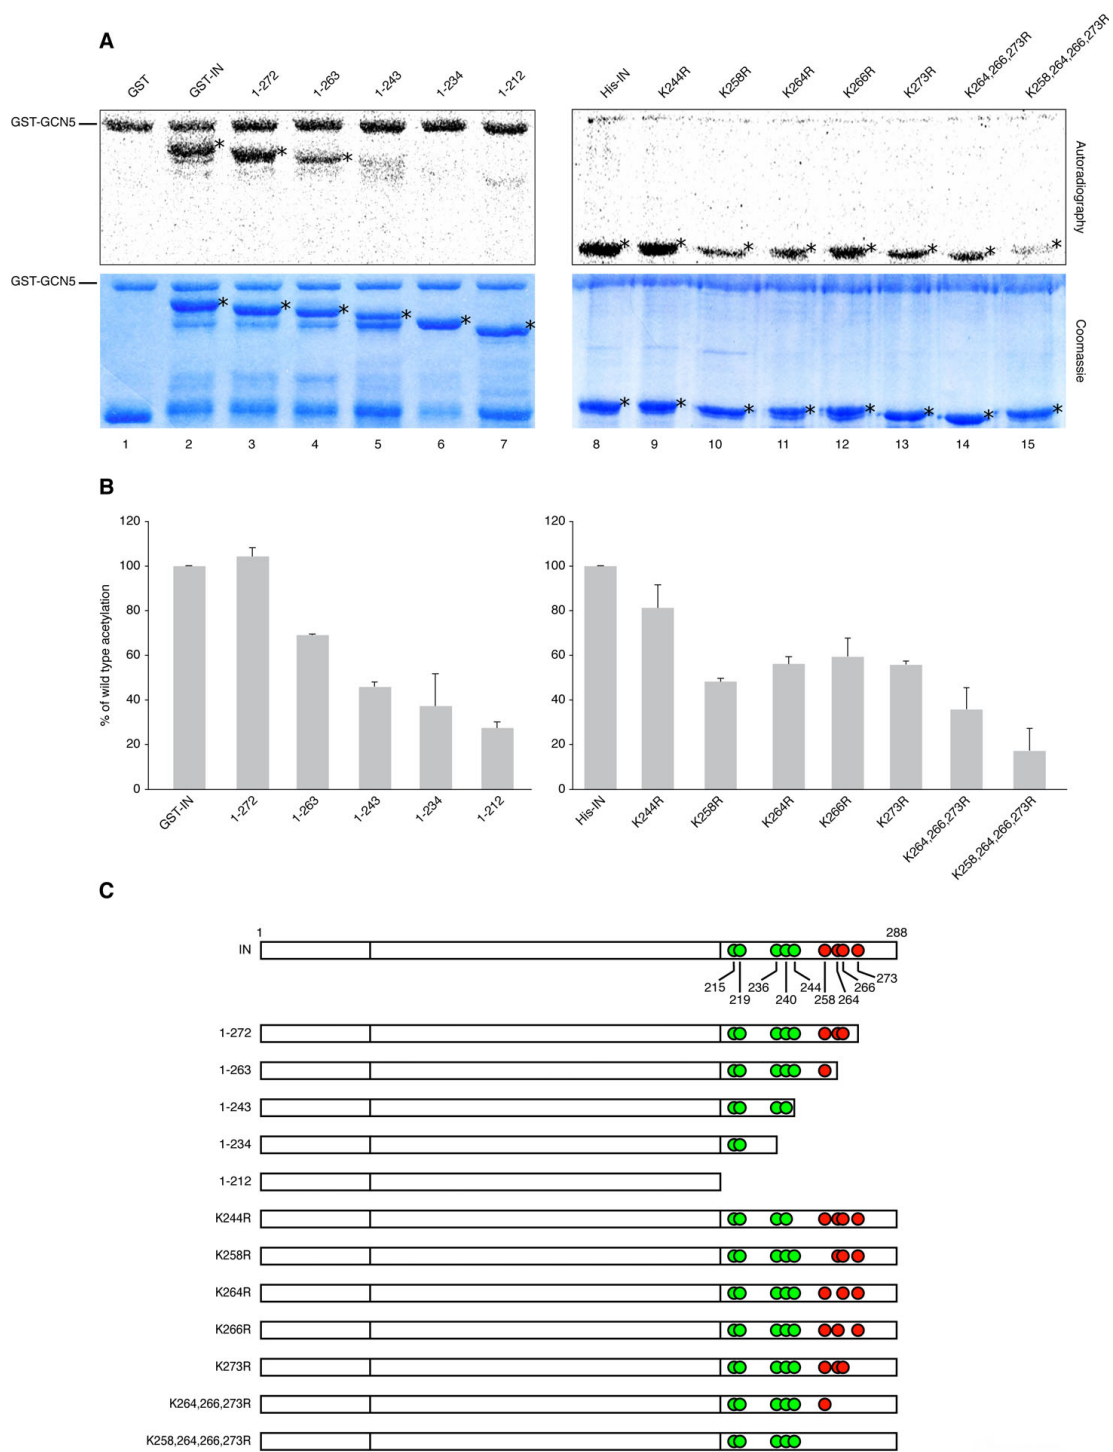 A
GST GST-IN 1-272 1-263 1-243 1-234 1-212 His-IN K244R K258R K264R K266R K273R K264,266,273R K258,264,266,273R
GST-GCN5
* * * * * * * * * * *
Autoradiography
GST-GCN5
* * * * * * * * * * * * * *
Coomassie
1 2 3 4 5 6 7 8 9 10 11 12 13 14 15
B
% of wild type acetylation
120 120
100 100
80 80
60 60
40 40
20 20
0 0
GST-IN 1-272 1-263 1-243 1-234 1-212 His-IN K244R K258R K264R K266R K273R K264,266,273R K258,264,266,273R
C
1 288
IN
215 236 244 266 273
219 240 258 264
1-272
1-263
1-243
1-234
1-212
K244R
K258R
K264R
K266R
K273R
K264,266,273R
K258,264,266,273R